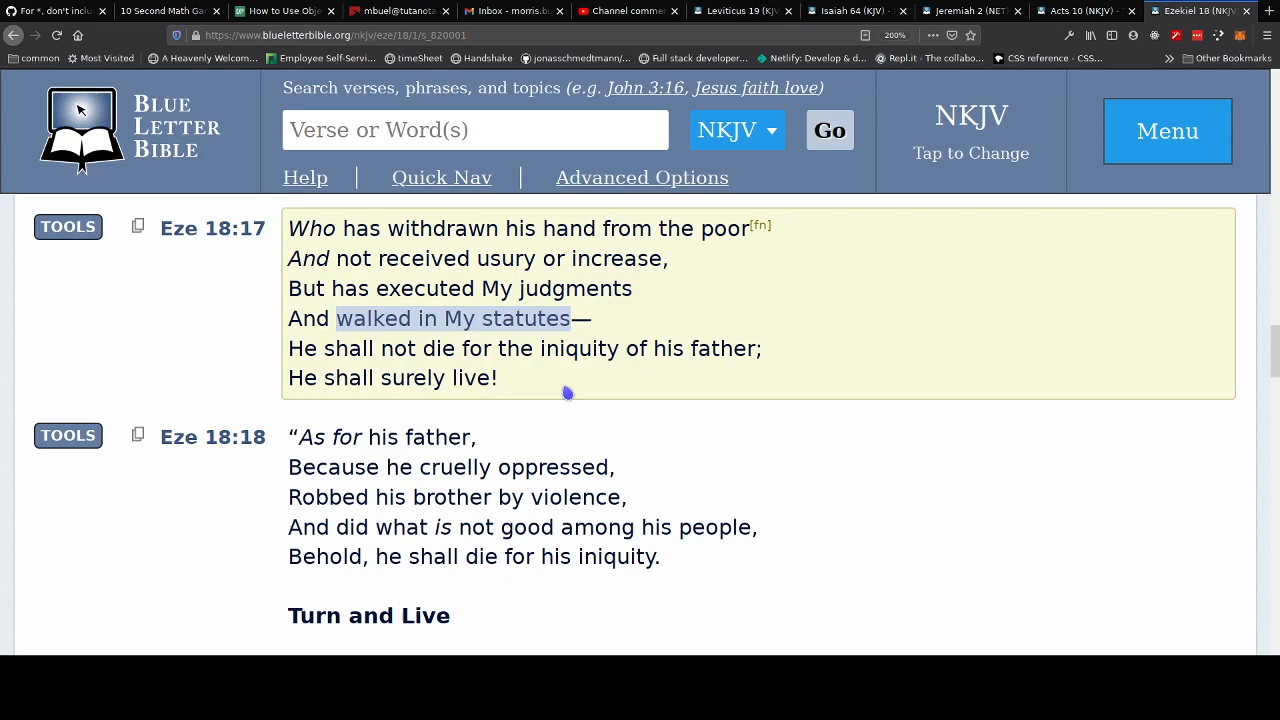 For *, don't inclu
10 Second Math Ga
How to Use Obje
mbuel@tutanota
Inbox - morris.bu
Channel comme
Leviticus 19 (KJV
Isaiah 64 (KJV) -
Jeremiah 2 (NET)
Acts 10 (NKJV) -
Ezekiel 18 (NKJV
https://www.blueletterbible.org/nkjv/eze/18/1/s_820001
200%
common
Most Visited
A Heavenly Welcom...
Employee Self-Servi...
timeSheet
Handshake
jonasschmedtmann/...
Full stack developer...
Netlify: Develop & d...
Repl.it - The collabo...
CSS reference - CSS...
Other Bookmarks
BLUE
LETTER
BIBLE
Search verses, phrases, and topics (e.g. John 3:16, Jesus faith love)
Verse or Word(s)
NKJV
Go
Help | Quick Nav | Advanced Options
NKJV
Tap to Change
Menu
TOOLS
Eze 18:17
Who has withdrawn his hand from the poor[fn]
And not received usury or increase,
But has executed My judgments
And walked in My statutes—
He shall not die for the iniquity of his father;
He shall surely live!
TOOLS
Eze 18:18
“As for his father,
Because he cruelly oppressed,
Robbed his brother by violence,
And did what is not good among his people,
Behold, he shall die for his iniquity.
Turn and Live